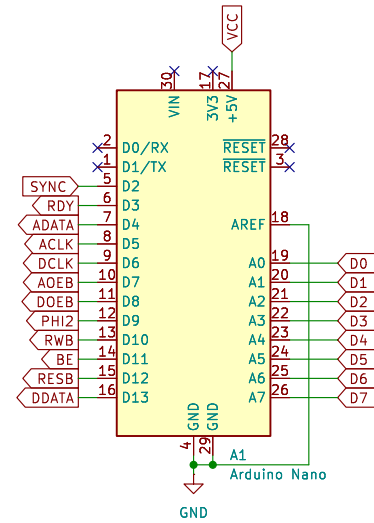 VCC
30 17 27
VIN 3V3 +5V
2 D0/RX RESET 28
1 D1/TX RESET 3
SYNC 5 D2
RDY 6 D3
ADATA 7 D4 AREF 18
ACLK 8 D5
DCLK 9 D6 A0 19 D0
AOEB 10 D7 A1 20 D1
DOEB 11 D8 A2 21 D2
PHI2 12 D9 A3 22 D3
RWB 13 D10 A4 23 D4
BE 14 D11 A5 24 D5
RESB 15 D12 A6 25 D6
DDATA 16 D13 A7 26 D7
GND GND
4 29 A1
Arduino Nano
GND